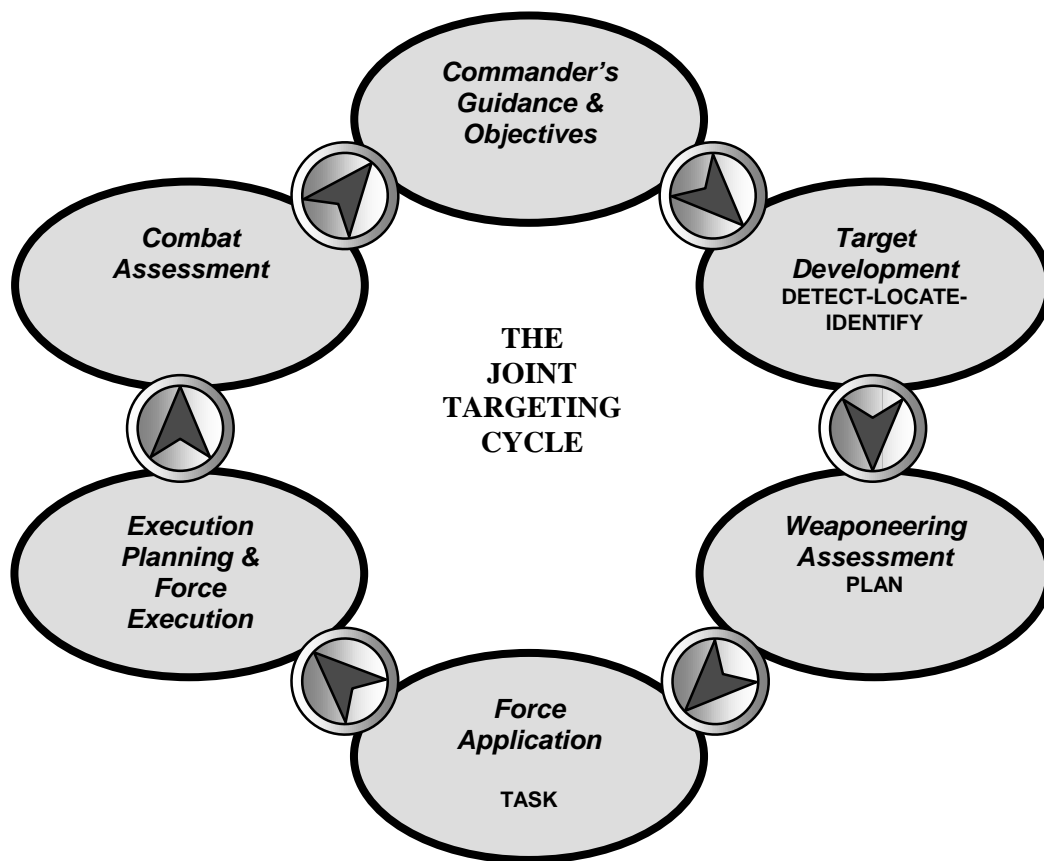 Commander’s
Guidance &
Objectives
Target
Development
DETECT-LOCATE-
IDENTIFY
Weaponeering
Assessment
PLAN
Force
Application
TASK
Execution
Planning &
Force
Execution
Combat
Assessment
THE
JOINT
TARGETING
CYCLE